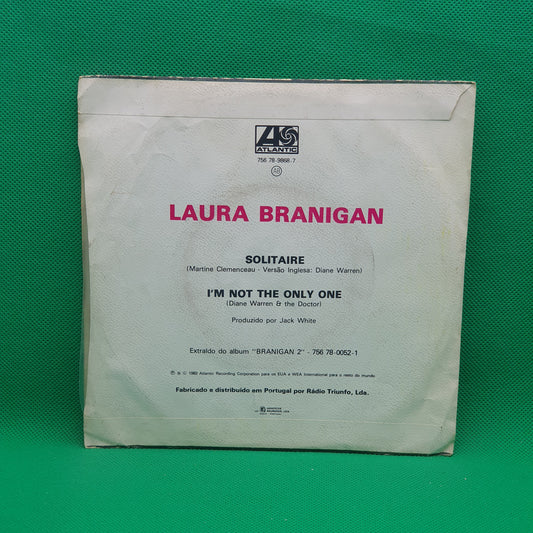 ATLANTIC
756 78-9868-7
LAURA BRANIGAN
SOLITAIRE
(Martine Clemenceau - Versão Inglesa: Diane Warren)
I'M NOT THE ONLY ONE
(Diane Warren & the Doctor)
Produzido por Jack White
Extraído do album "BRANIGAN 2" - 756 78-0052-1
℗ & © 1983 Atlantic Recording Corporation para os EUA e WEA International para o resto do mundo
Fabricado e distribuído em Portugal por Rádio Triunfo, Lda.